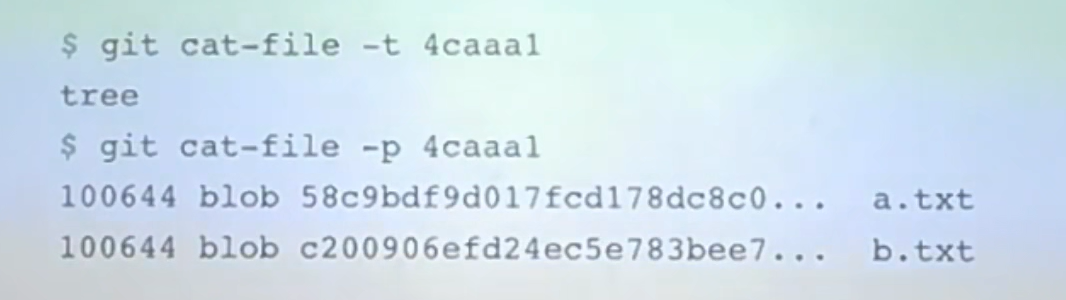 $ git cat-file -t 4caaa1
tree
$ git cat-file -p 4caaa1
100644 blob 58c9bdf9d017fcd178dc8c0... a.txt
100644 blob c200906efd24ec5e783bee7... b.txt